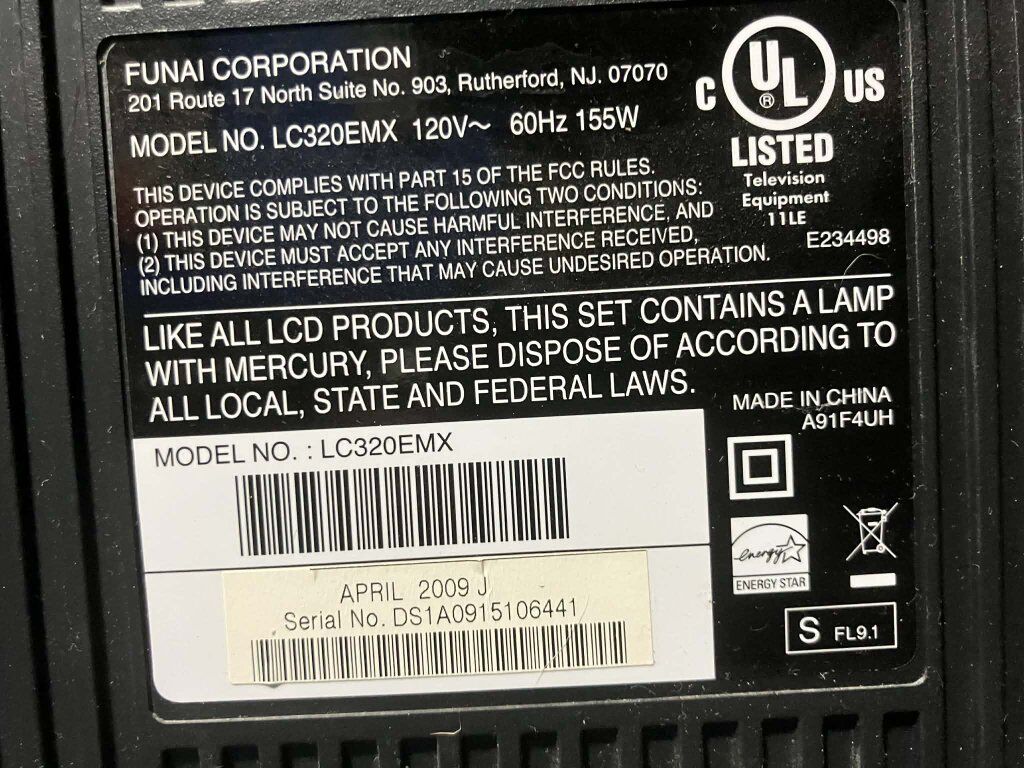 FUNAI CORPORATION
201 Route 17 North Suite No. 903, Rutherford, NJ. 07070
MODEL NO. LC320EMX 120V～ 60Hz 155W
C UL ® US
LISTED
Television
Equipment
11LE
E234498
THIS DEVICE COMPLIES WITH PART 15 OF THE FCC RULES.
OPERATION IS SUBJECT TO THE FOLLOWING TWO CONDITIONS:
(1) THIS DEVICE MAY NOT CAUSE HARMFUL INTERFERENCE, AND
(2) THIS DEVICE MUST ACCEPT ANY INTERFERENCE RECEIVED,
INCLUDING INTERFERENCE THAT MAY CAUSE UNDESIRED OPERATION.
LIKE ALL LCD PRODUCTS, THIS SET CONTAINS A LAMP
WITH MERCURY, PLEASE DISPOSE OF ACCORDING TO
ALL LOCAL, STATE AND FEDERAL LAWS.
MADE IN CHINA
A91F4UH
MODEL NO. : LC320EMX
APRIL 2009 J
Serial No. DS1A0915106441
energy
ENERGY STAR
S FL9.1